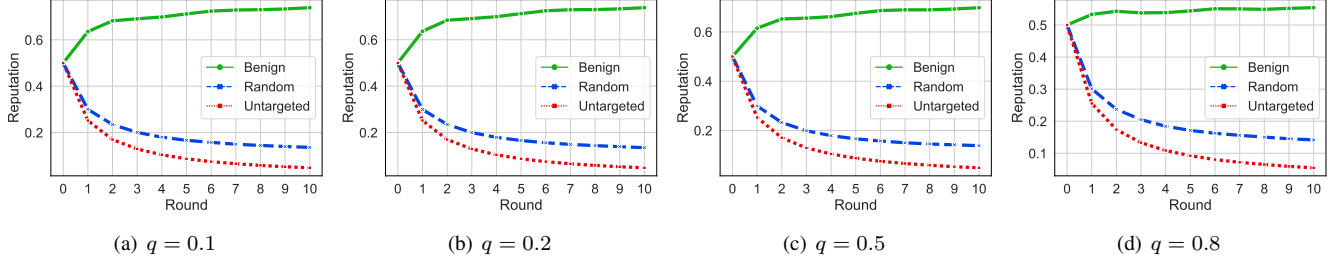 Reputation
0.6
0.4
0.2
Benign
Random
Untargeted
0 1 2 3 4 5 6 7 8 9 10
Round
(a) q = 0.1
Reputation
0.6
0.4
0.2
Benign
Random
Untargeted
0 1 2 3 4 5 6 7 8 9 10
Round
(b) q = 0.2
Reputation
0.6
0.4
0.2
Benign
Random
Untargeted
0 1 2 3 4 5 6 7 8 9 10
Round
(c) q = 0.5
Reputation
0.5
0.4
0.3
0.2
0.1
Benign
Random
Untargeted
0 1 2 3 4 5 6 7 8 9 10
Round
(d) q = 0.8